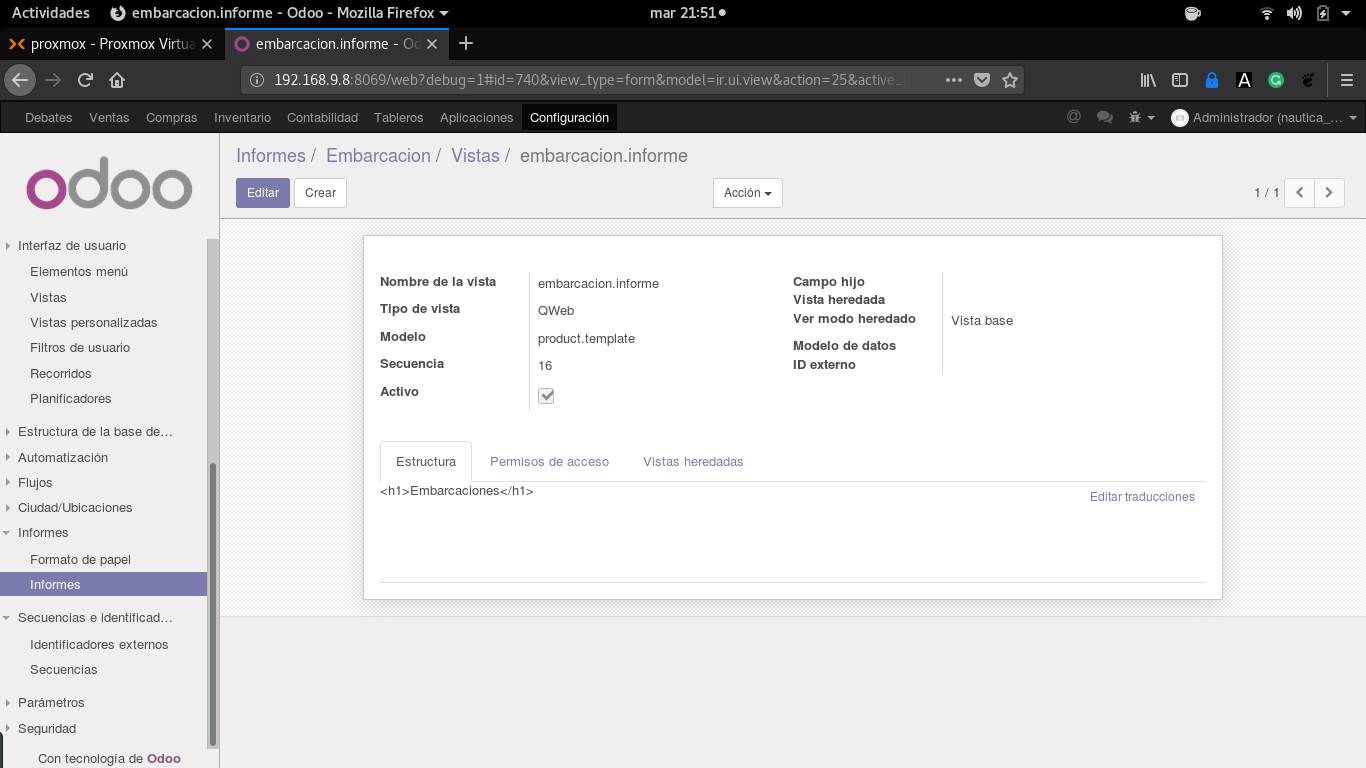 Actividades embarcacion.informe - Odoo - Mozilla Firefox mar 21:51
proxmox - Proxmox Virtua embarcacion.informe - Od
192.168.9.8:8069/web?debug=1#id=740&view_type=form&model=ir.ui.view&action=25&active_i
Debates Ventas Compras Inventario Contabilidad Tableros Aplicaciones Configuración @ Administrador (nautica_...
odoo
Informes / Embarcacion / Vistas / embarcacion.informe
Editar Crear Acción 1 / 1
Interfaz de usuario
Elementos menú
Vistas
Vistas personalizadas
Filtros de usuario
Recorridos
Planificadores
Estructura de la base de...
Automatización
Flujos
Ciudad/Ubicaciones
Informes
Formato de papel
Informes
Secuencias e identificad...
Identificadores externos
Secuencias
Parámetros
Seguridad
Con tecnología de Odoo
Nombre de la vista embarcacion.informe
Tipo de vista QWeb
Modelo product.template
Secuencia 16
Activo
Campo hijo
Vista heredada
Ver modo heredado Vista base
Modelo de datos
ID externo
Estructura Permisos de acceso Vistas heredadas
<h1>Embarcaciones</h1>
Editar traducciones